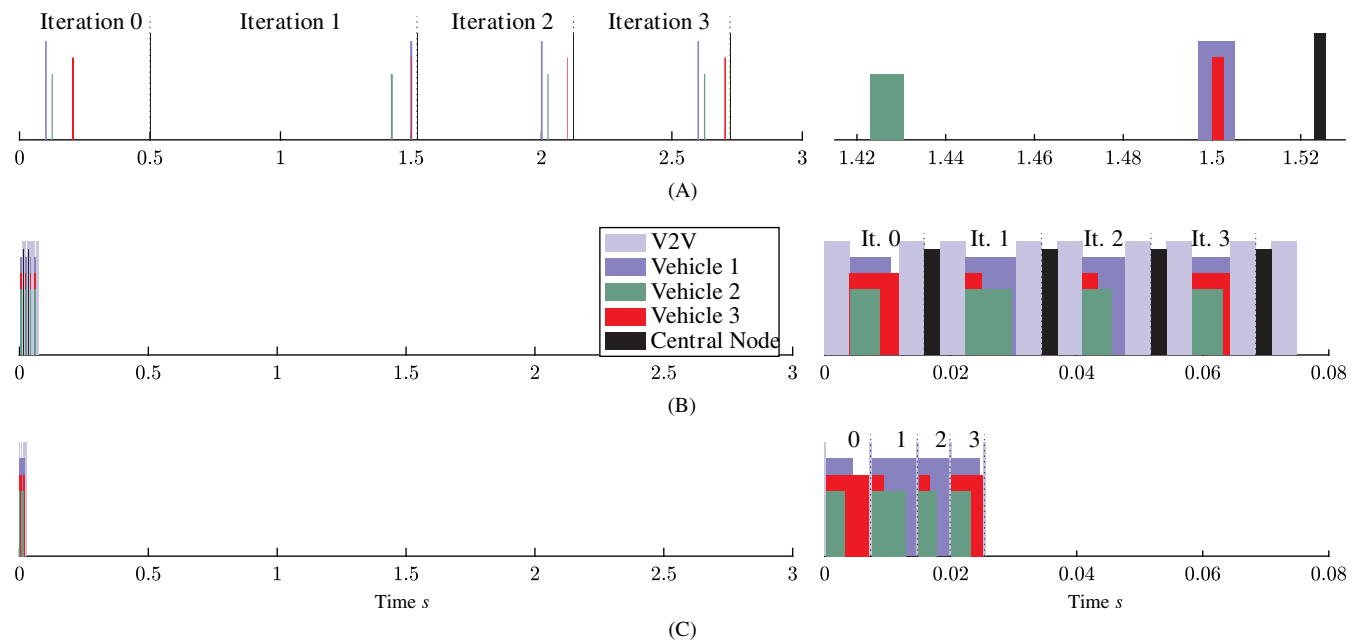 Iteration 0 Iteration 1 Iteration 2 Iteration 3
0 0.5 1 1.5 2 2.5 3
1.42 1.44 1.46 1.48 1.5 1.52
(A)
V2V
Vehicle 1
Vehicle 2
Vehicle 3
Central Node
0 0.5 1 1.5 2 2.5 3
It. 0 It. 1 It. 2 It. 3
0 0.02 0.04 0.06 0.08
(B)
0 0.5 1 1.5 2 2.5 3
Time s
0 1 2 3
0 0.02 0.04 0.06 0.08
Time s
(C)